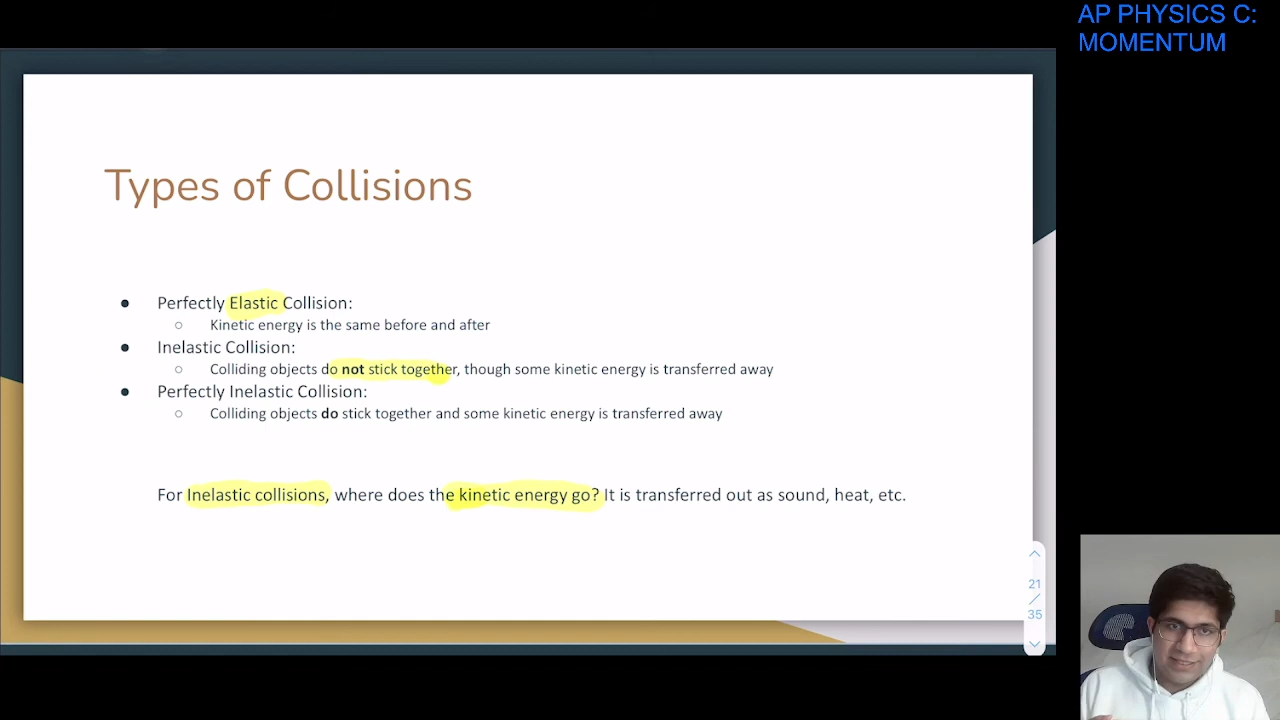 AP PHYSICS C:
MOMENTUM
Types of Collisions
● Perfectly Elastic Collision:
○ Kinetic energy is the same before and after
● Inelastic Collision:
○ Colliding objects do not stick together, though some kinetic energy is transferred away
● Perfectly Inelastic Collision:
○ Colliding objects do stick together and some kinetic energy is transferred away
For Inelastic collisions, where does the kinetic energy go? It is transferred out as sound, heat, etc.
21
/
35